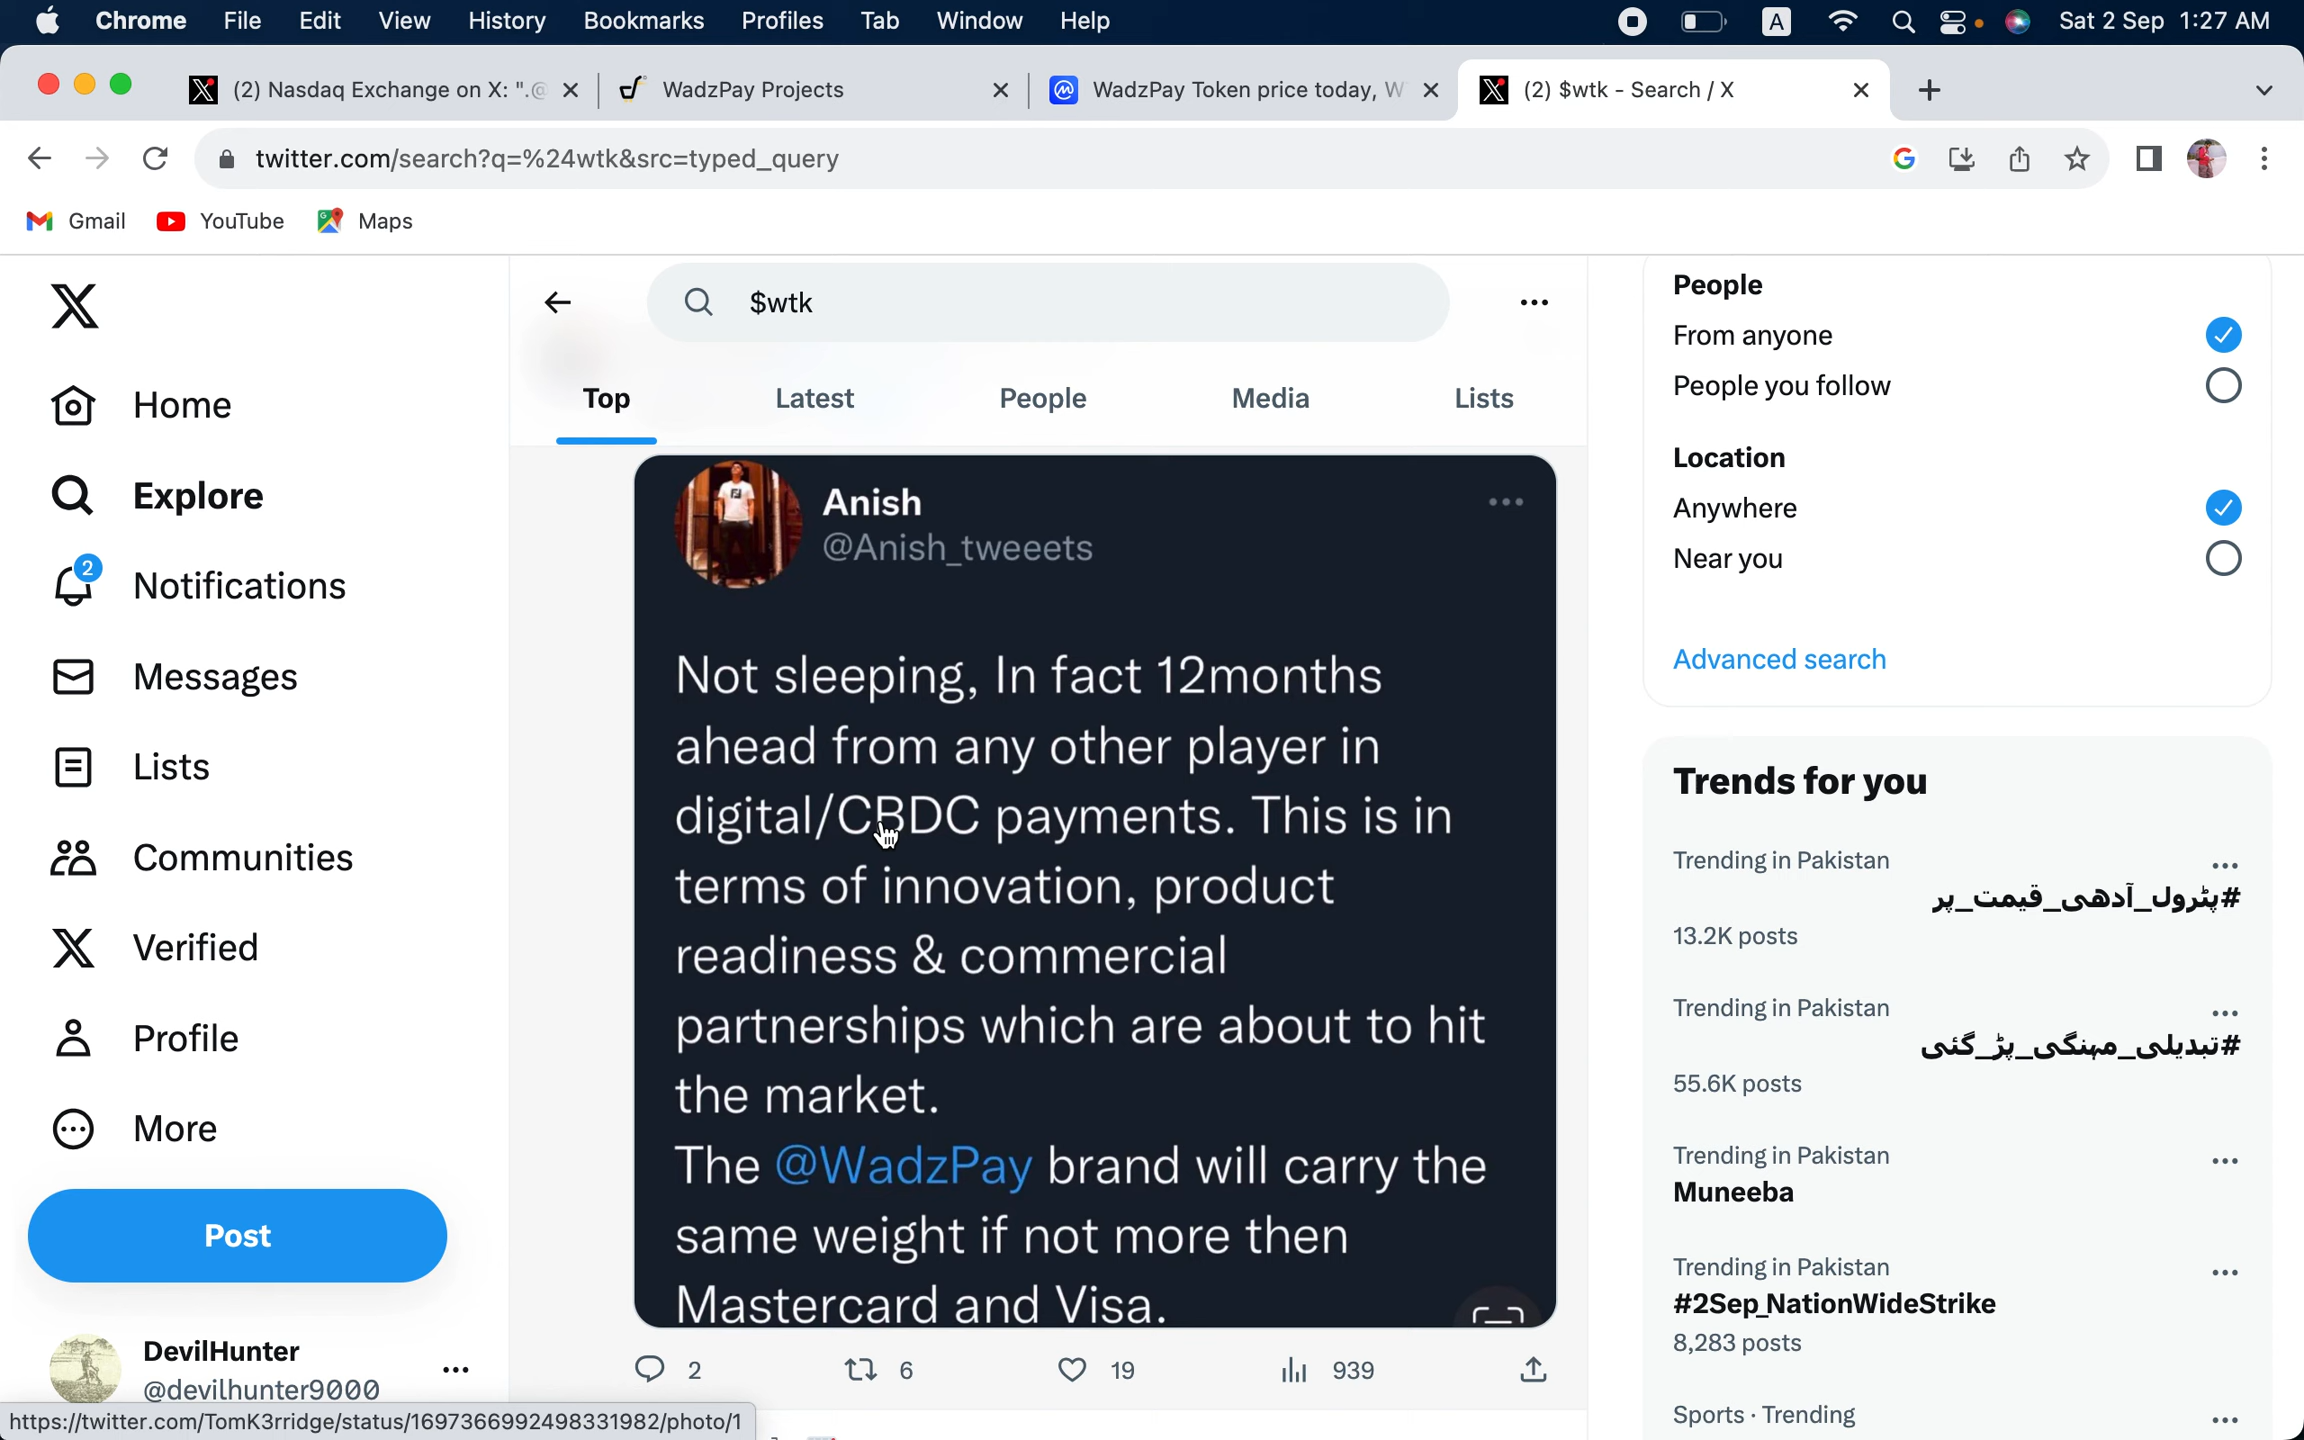 Chrome File Edit View History Bookmarks Profiles Tab Window Help A Sat 2 Sep 1:27 AM
(2) Nasdaq Exchange on X: ".@ WadzPay Projects WadzPay Token price today, W (2) $wtk - Search / X
twitter.com/search?q=%24wtk&src=typed_query
Gmail YouTube Maps
Home
Explore
2
Notifications
Messages
Lists
Communities
Verified
Profile
More
Post
DevilHunter
@devilhunter9000
https://twitter.com/TomK3rridge/status/1697366992498331982/photo/1
$wtk
Top Latest People Media Lists
Anish
@Anish_tweeets
Not sleeping, In fact 12months
ahead from any other player in
digital/CBDC payments. This is in
terms of innovation, product
readiness & commercial
partnerships which are about to hit
the market.
The @WadzPay brand will carry the
same weight if not more then
Mastercard and Visa.
2 6 19 939
People
From anyone
People you follow
Location
Anywhere
Near you
Advanced search
Trends for you
Trending in Pakistan
#پٹرول_آدھی_قیمت_پر
13.2K posts
Trending in Pakistan
#تبدیلی_مہنگی_پڑ_گئی
55.6K posts
Trending in Pakistan
Muneeba
Trending in Pakistan
#2Sep_NationWideStrike
8,283 posts
Sports · Trending